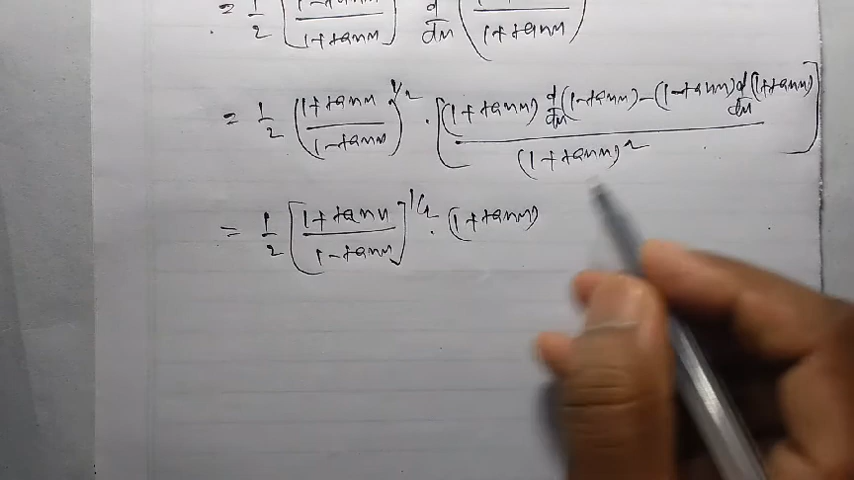 = 1/2 [(1-tanx)/(1+tanx)] d/dx ((1-tanx)/(1+tanx))
= 1/2 ((1+tanx)/(1-tanx))^1/2 · [((1+tanx) d/dx(1-tanx)-(1-tanx) d/dx(1+tanx))/(1+tanx)^2]
= 1/2 [(1+tanx)/(1-tanx)]^1/2 · (1+tanx)